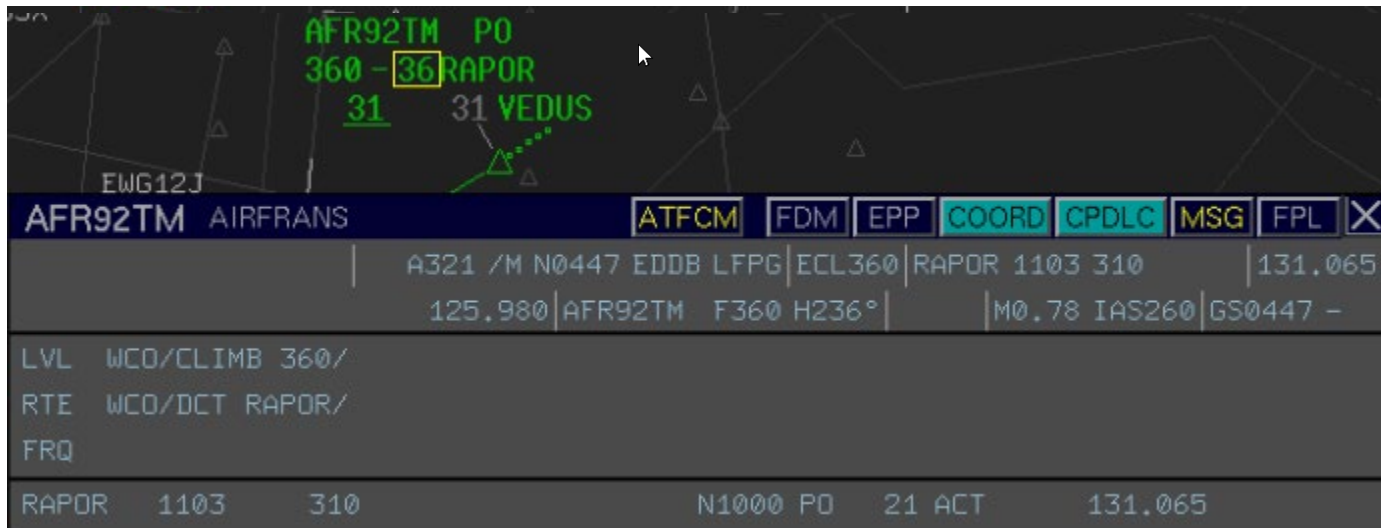 AFR92TM PO
360 - 36 RAPOR
31 31 VEDUS
EWG12J
AFR92TM AIRFRANS ATFCM FDM EPP COORD CPDLC MSG FPL X
A321 /M N0447 EDDB LFPG ECL360 RAPOR 1103 310 131.065
125.980 AFR92TM F360 H236° M0.78 IAS260 GS0447 -
LVL WCO/CLIMB 360/
RTE WCO/DCT RAPOR/
FRQ
RAPOR 1103 310 N1000 PO 21 ACT 131.065